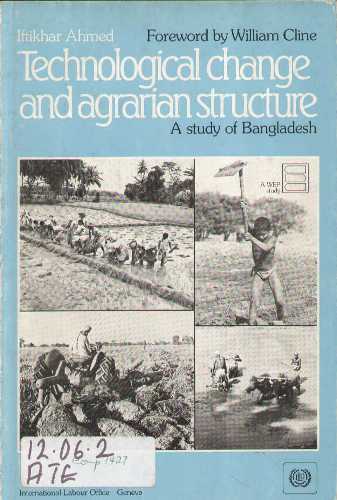 Iftikhar Ahmed
Foreword by William Cline
Technological change
and agrarian structure
A study of Bangladesh
A WEP
study
12.06.2
ATE
International Labour Office Geneva